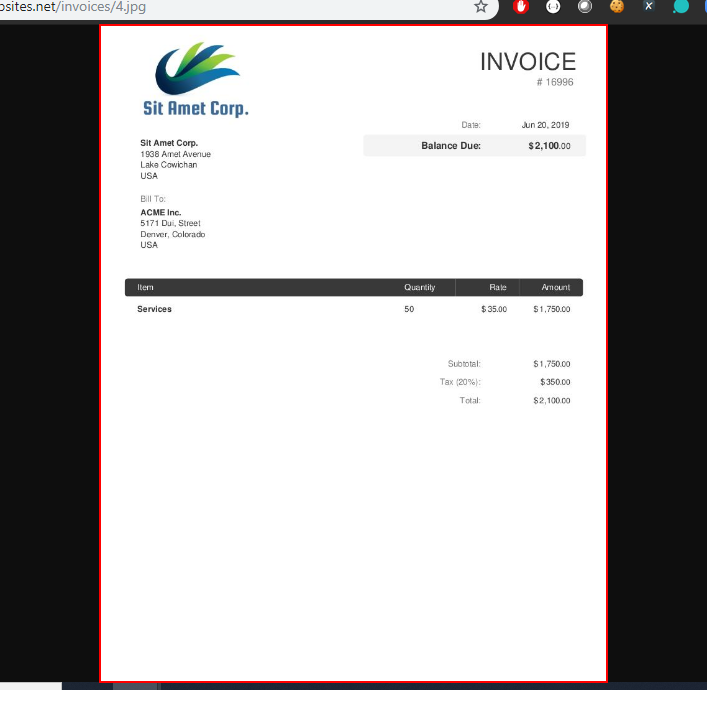 osites.net/invoices/4.jpg
Sit Amet Corp.
INVOICE
# 16996
Date: Jun 20, 2019
Balance Due: $2,100.00
Sit Amet Corp.
1938 Amet Avenue
Lake Cowichan
USA
Bill To:
ACME Inc.
5171 Dui, Street
Denver, Colorado
USA
Item Quantity Rate Amount
Services 50 $35.00 $1,750.00
Subtotal: $1,750.00
Tax (20%): $350.00
Total: $2,100.00